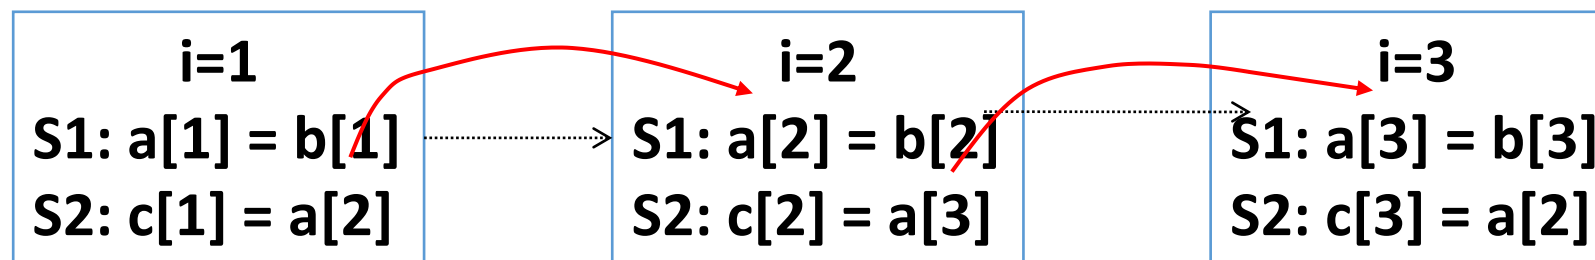 i=1
S1: a[1] = b[1]
S2: c[1] = a[2]
i=2
S1: a[2] = b[2]
S2: c[2] = a[3]
i=3
S1: a[3] = b[3]
S2: c[3] = a[2]